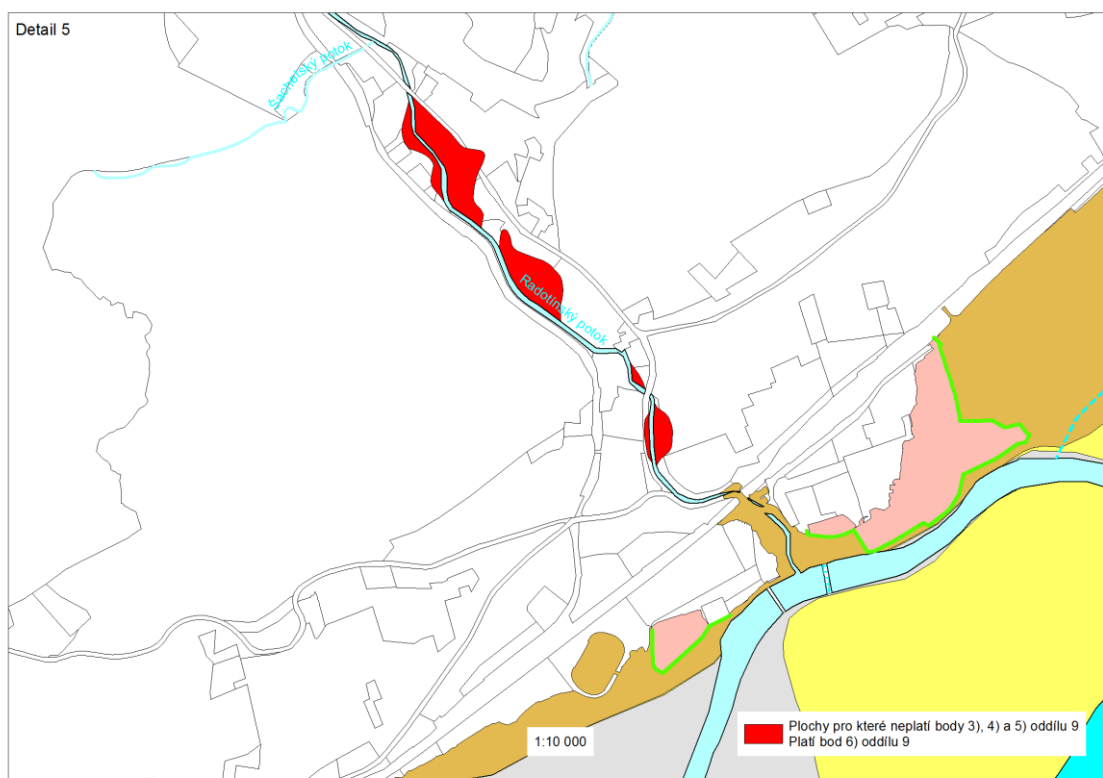 Detail 5
Šachetský potok
Radotínský potok
1:10 000
Plochy pro které neplatí body 3), 4) a 5) oddílu 9
Platí bod 6) oddílu 9